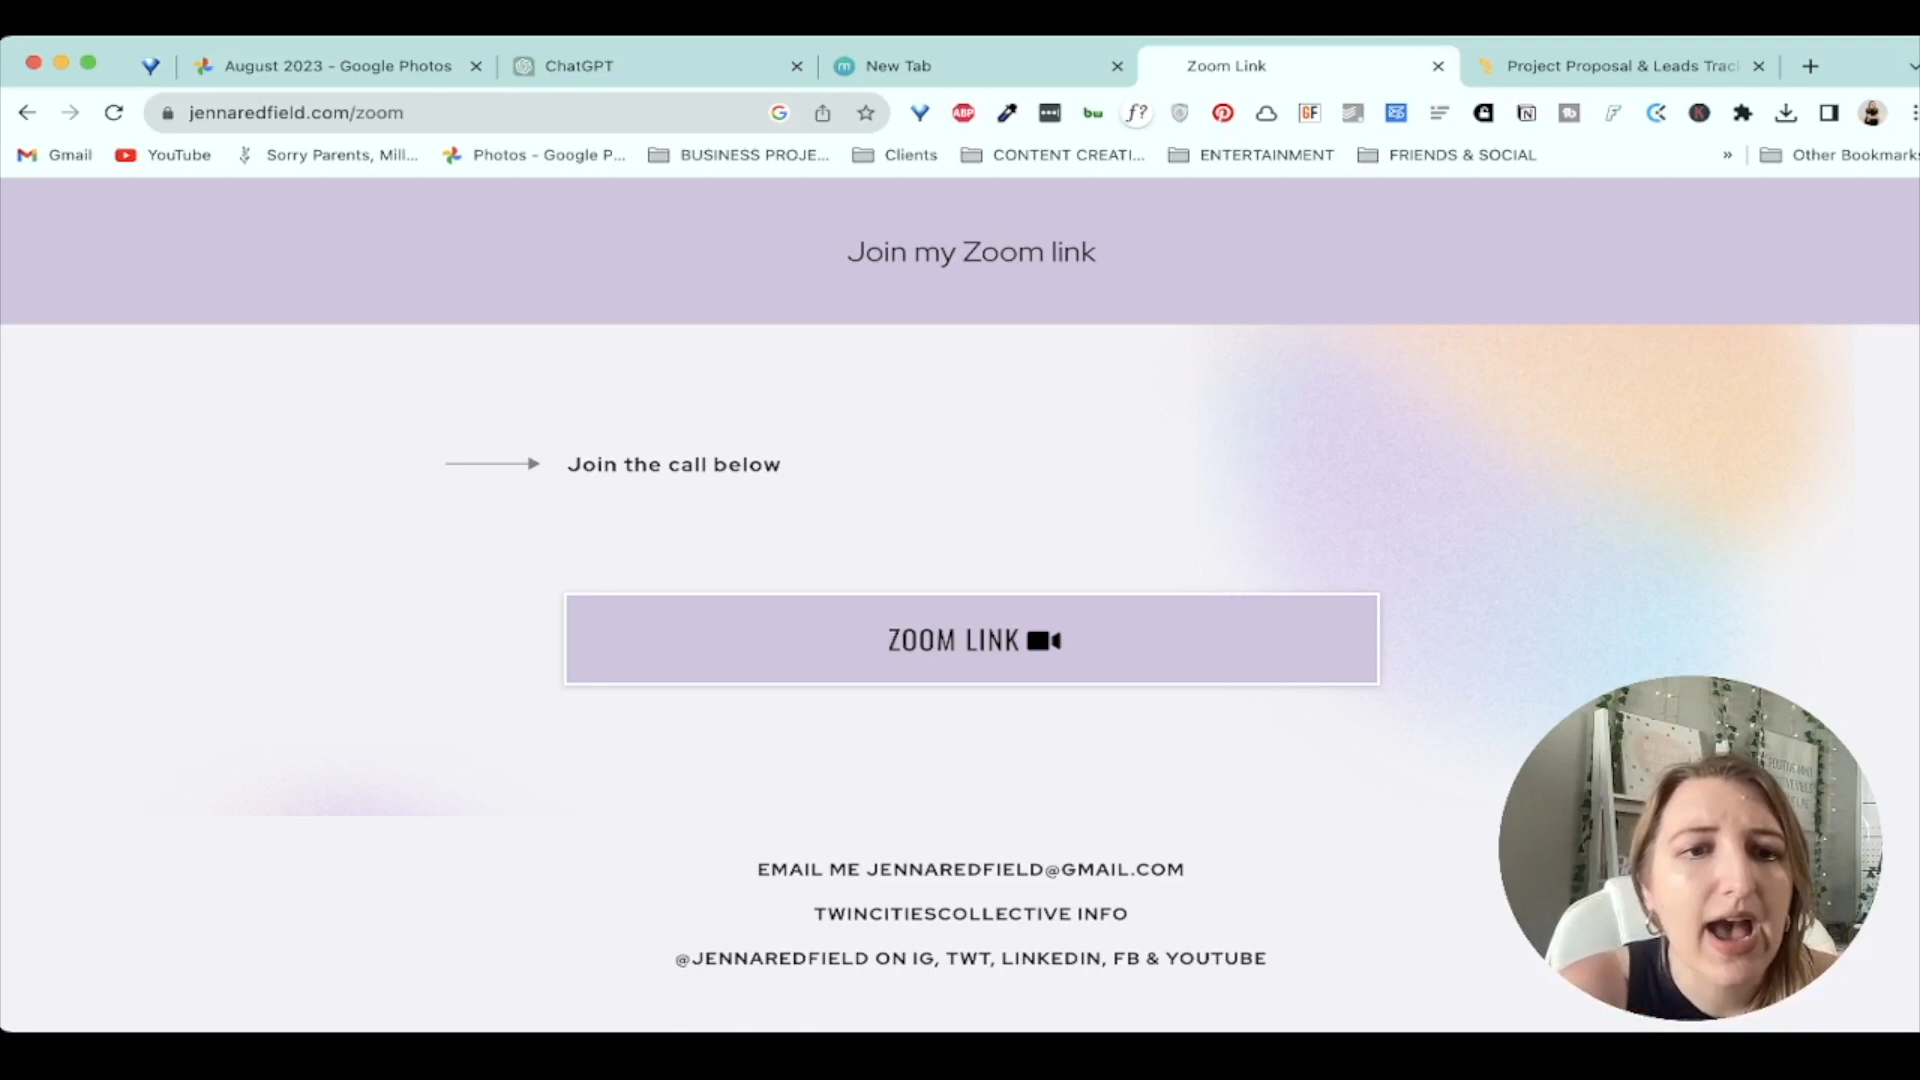 August 2023 - Google Photos
ChatGPT
New Tab
Zoom Link
Project Proposal & Leads Trac
jennaredfield.com/zoom
ABP
bw
f?
GF
Gmail
YouTube
Sorry Parents, Mill...
Photos - Google P...
BUSINESS PROJE...
Clients
CONTENT CREATI...
ENTERTAINMENT
FRIENDS & SOCIAL
»
Other Bookmarks
Join my Zoom link
Join the call below
ZOOM LINK
EMAIL ME JENNAREDFIELD@GMAIL.COM
TWINCITIESCOLLECTIVE INFO
@JENNAREDFIELD ON IG, TWT, LINKEDIN, FB & YOUTUBE